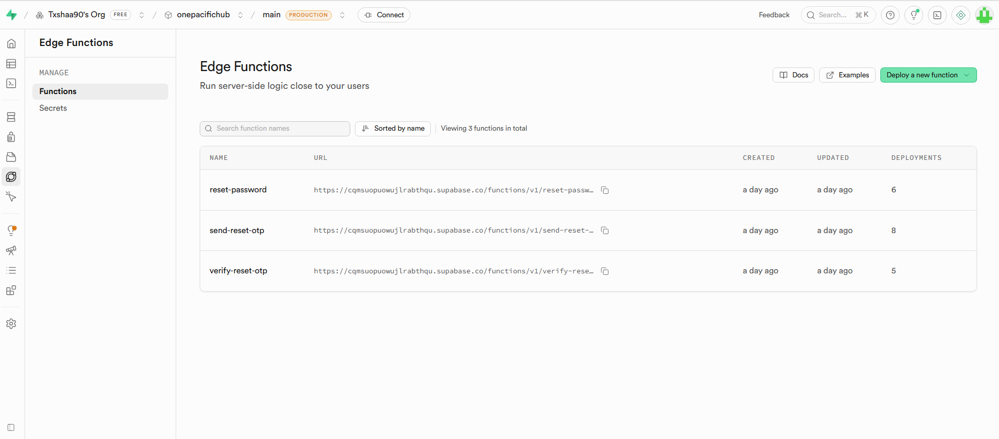 Txshaa90's Org FREE onepacifichub main PRODUCTION Connect Feedback Search... ⌘ K
Edge Functions
MANAGE
Functions
Secrets
Edge Functions
Run server-side logic close to your users
Docs Examples Deploy a new function
Search function names Sorted by name Viewing 3 functions in total
NAME URL CREATED UPDATED DEPLOYMENTS
reset-password https://cqmsuopuowujlrabthqu.supabase.co/functions/v1/reset-passw… a day ago a day ago 6
send-reset-otp https://cqmsuopuowujlrabthqu.supabase.co/functions/v1/send-reset-… a day ago a day ago 8
verify-reset-otp https://cqmsuopuowujlrabthqu.supabase.co/functions/v1/verify-rese… a day ago a day ago 5